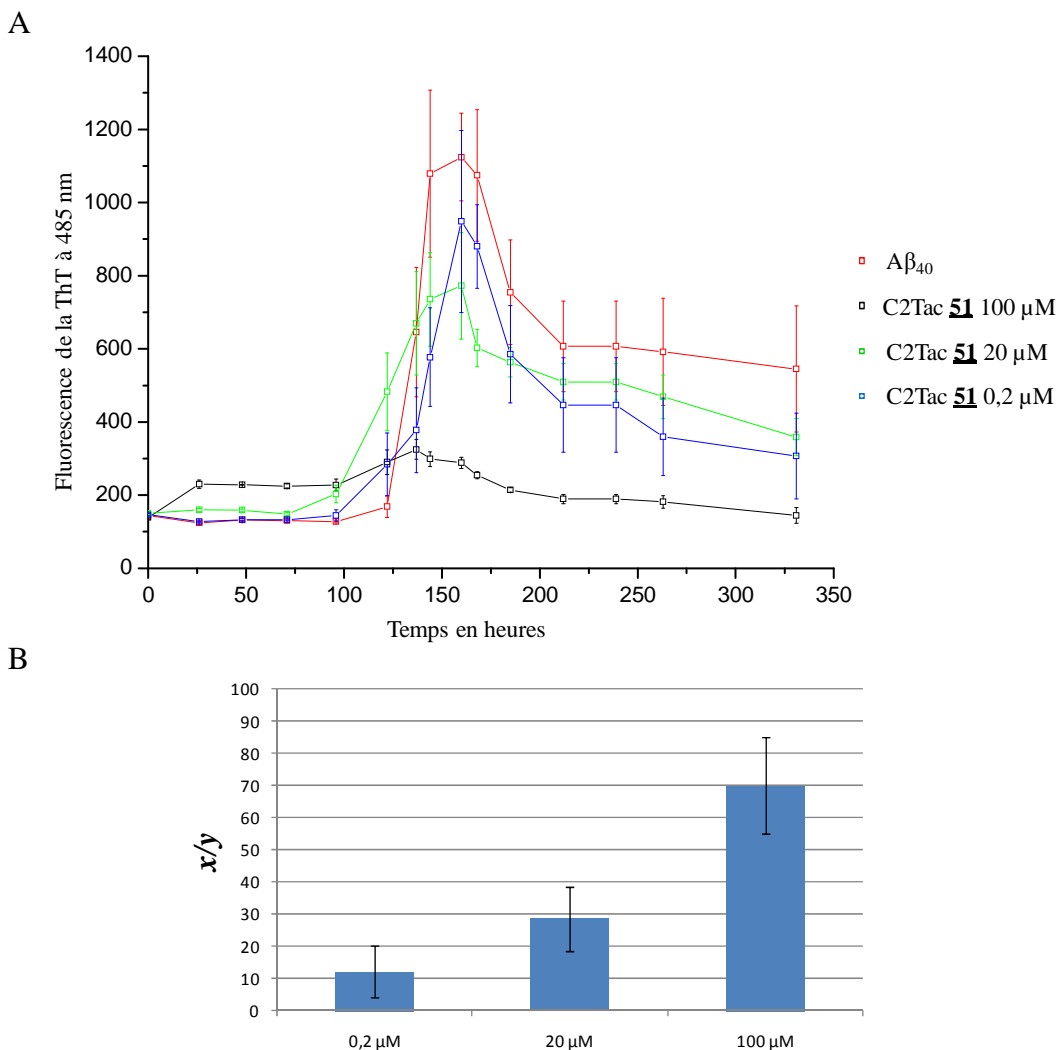 A
1400
1200
1000
800
600
400
200
0
Fluorescence de la ThT à 485 nm
0 50 100 150 200 250 300 350
Temps en heures
Aβ40
C2Tac 51 100 µM
C2Tac 51 20 µM
C2Tac 51 0,2 µM
B
100
90
80
70
60
50
40
30
20
10
0
x/y
0,2 µM 20 µM 100 µM